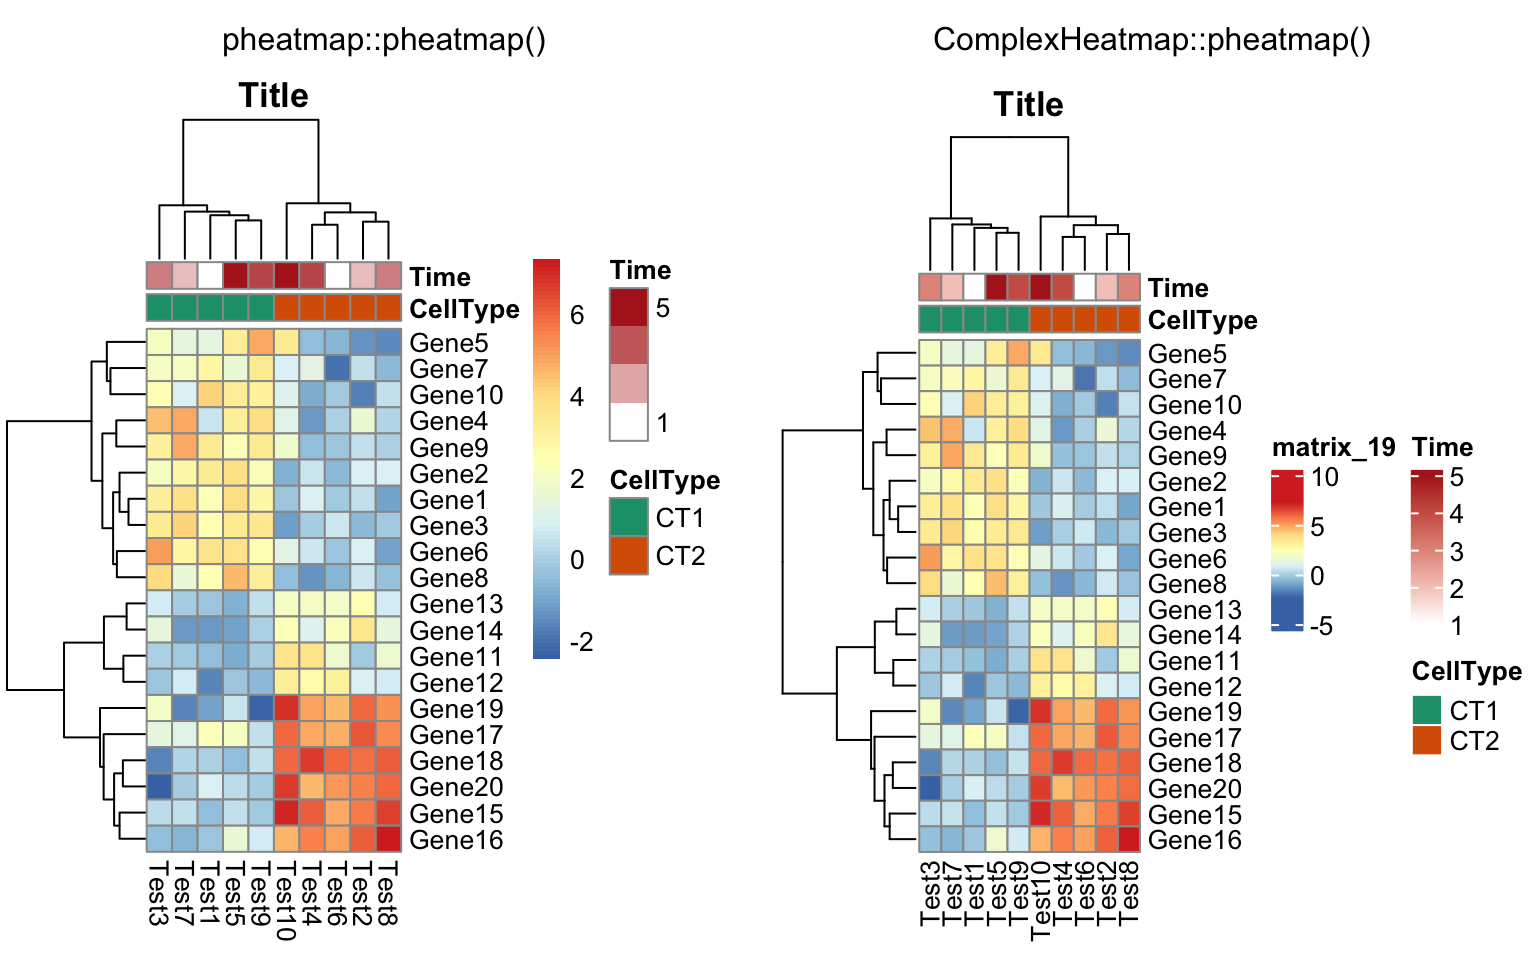 pheatmap::pheatmap()
Title
Time
CellType
Gene5
Gene7
Gene10
Gene4
Gene9
Gene2
Gene1
Gene3
Gene6
Gene8
Gene13
Gene14
Gene11
Gene12
Gene19
Gene17
Gene18
Gene20
Gene15
Gene16
Test3
Test7
Test1
Test5
Test9
Test10
Test4
Test6
Test2
Test8
6
4
2
0
-2
Time
5
1
CellType
CT1
CT2
ComplexHeatmap::pheatmap()
Title
Time
CellType
Gene5
Gene7
Gene10
Gene4
Gene9
Gene2
Gene1
Gene3
Gene6
Gene8
Gene13
Gene14
Gene11
Gene12
Gene19
Gene17
Gene18
Gene20
Gene15
Gene16
Test3
Test7
Test1
Test5
Test9
Test10
Test4
Test6
Test2
Test8
matrix_19
10
5
0
-5
Time
5
4
3
2
1
CellType
CT1
CT2